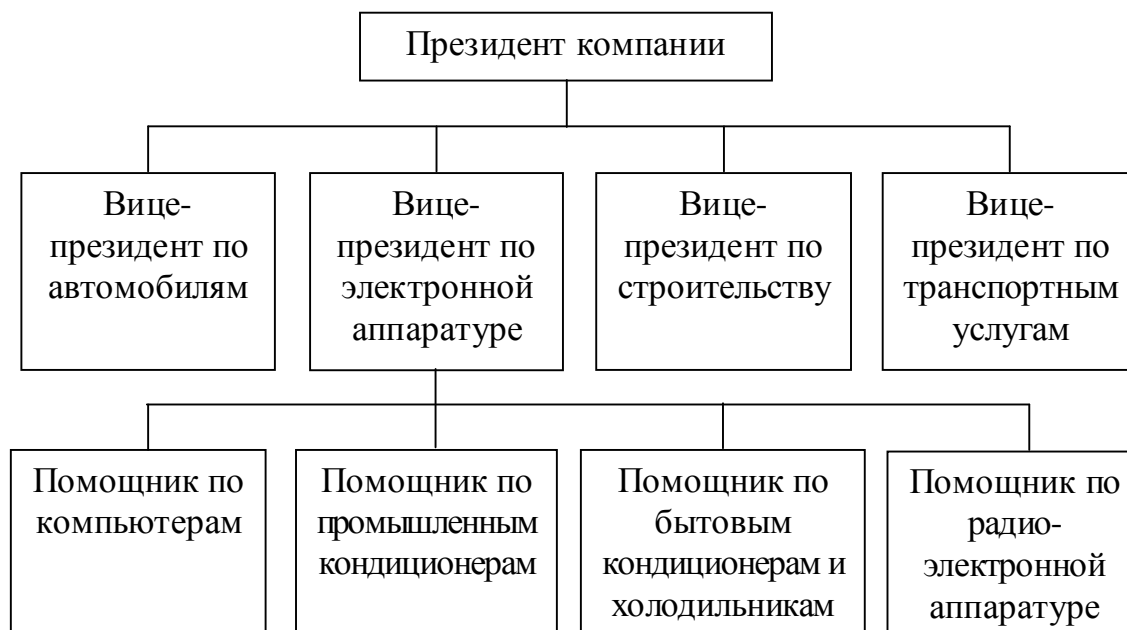 Президент компании
Вице-
президент по
автомобилям
Вице-
президент по
электронной
аппаратуре
Вице-
президент по
строительству
Вице-
президент по
транспортным
услугам
Помощник по
компьютерам
Помощник по
промышленным
кондиционерам
Помощник по
бытовым
кондиционерам и
холодильникам
Помощник по
радио-
электронной
аппаратуре